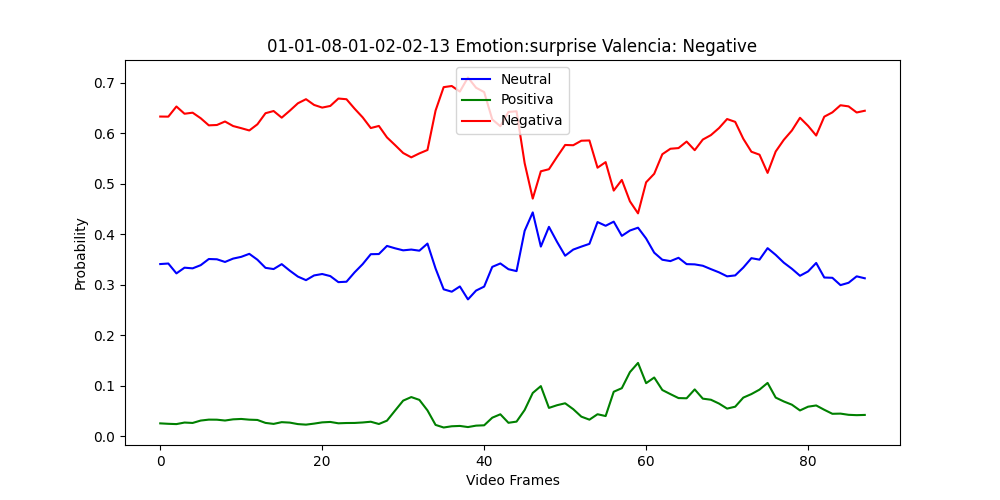 01-01-08-01-02-02-13 Emotion:surprise Valencia: Negative
Neutral
Positiva
Negativa
Probability
0.7
0.6
0.5
0.4
0.3
0.2
0.1
0.0
0 20 40 60 80
Video Frames